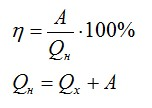 η = A / Qн · 100%
Qн = Qх + A